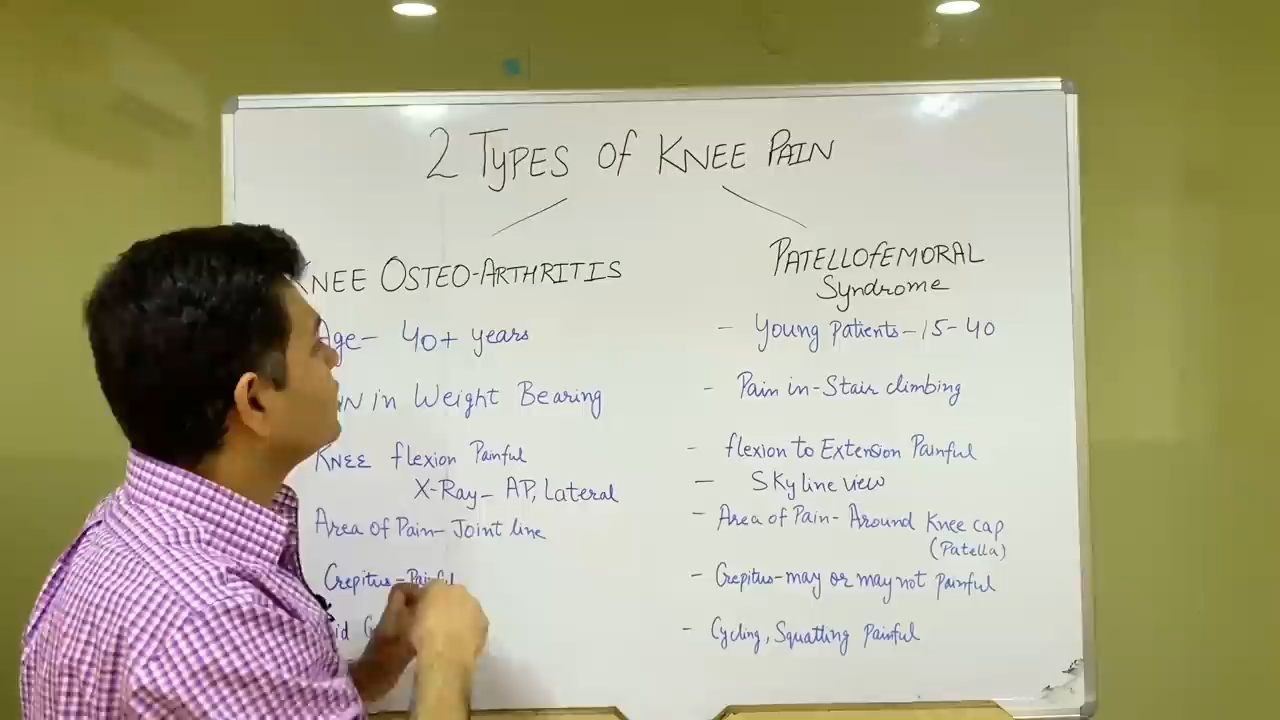 2 TYPES of KNEE PAIN
KNEE OSTEO-ARTHRITIS
Age- 40+ years
in Weight Bearing
KNEE flexion Painful
X-Ray- AP, Lateral
Area of Pain- Joint line
Crepitus-Painful
PATELLOFEMORAL
Syndrome
- Young Patients-15-40
- Pain in-Stair climbing
- flexion to Extension Painful
- Skyline view
- Area of Pain- Around Knee cap
(Patella)
- Crepitus-may or may not Painful
- Cycling, Squatting Painful